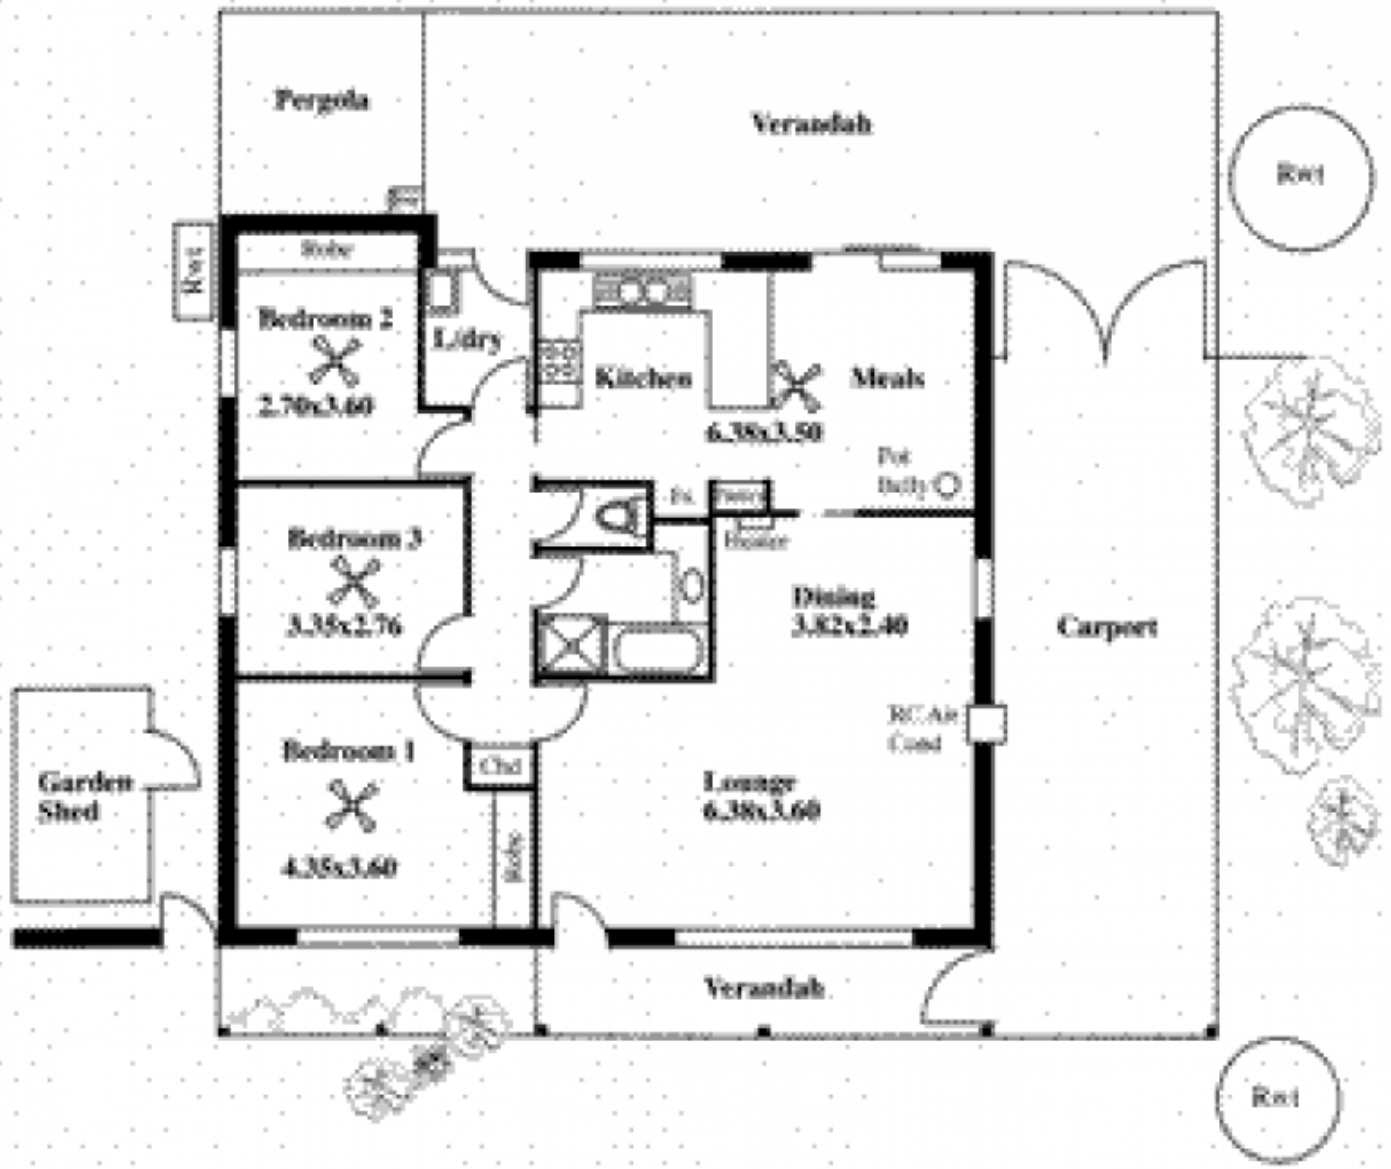 Pergola
Verandah
Rwt
Rwt
Robe
Bedroom 2
2.70x3.60
L/dry
Kitchen
Meals
6.38x3.50
Pot
Belly
Fr.
Bedroom 3
3.35x2.76
Heater
Dining
3.82x2.40
Carport
RC Air
Cond
Bedroom 1
4.35x3.60
Cbd
Robe
Lounge
6.38x3.60
Garden
Shed
Verandah
Rwt